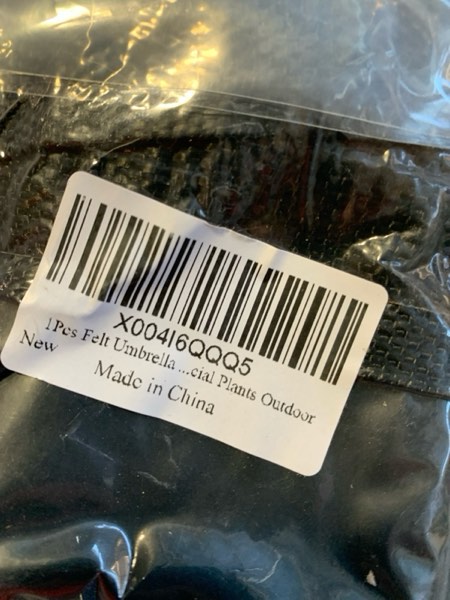 X004I6QQQ5
1Pcs Felt Umbrella ...cial Plants Outdoor
New
Made in China